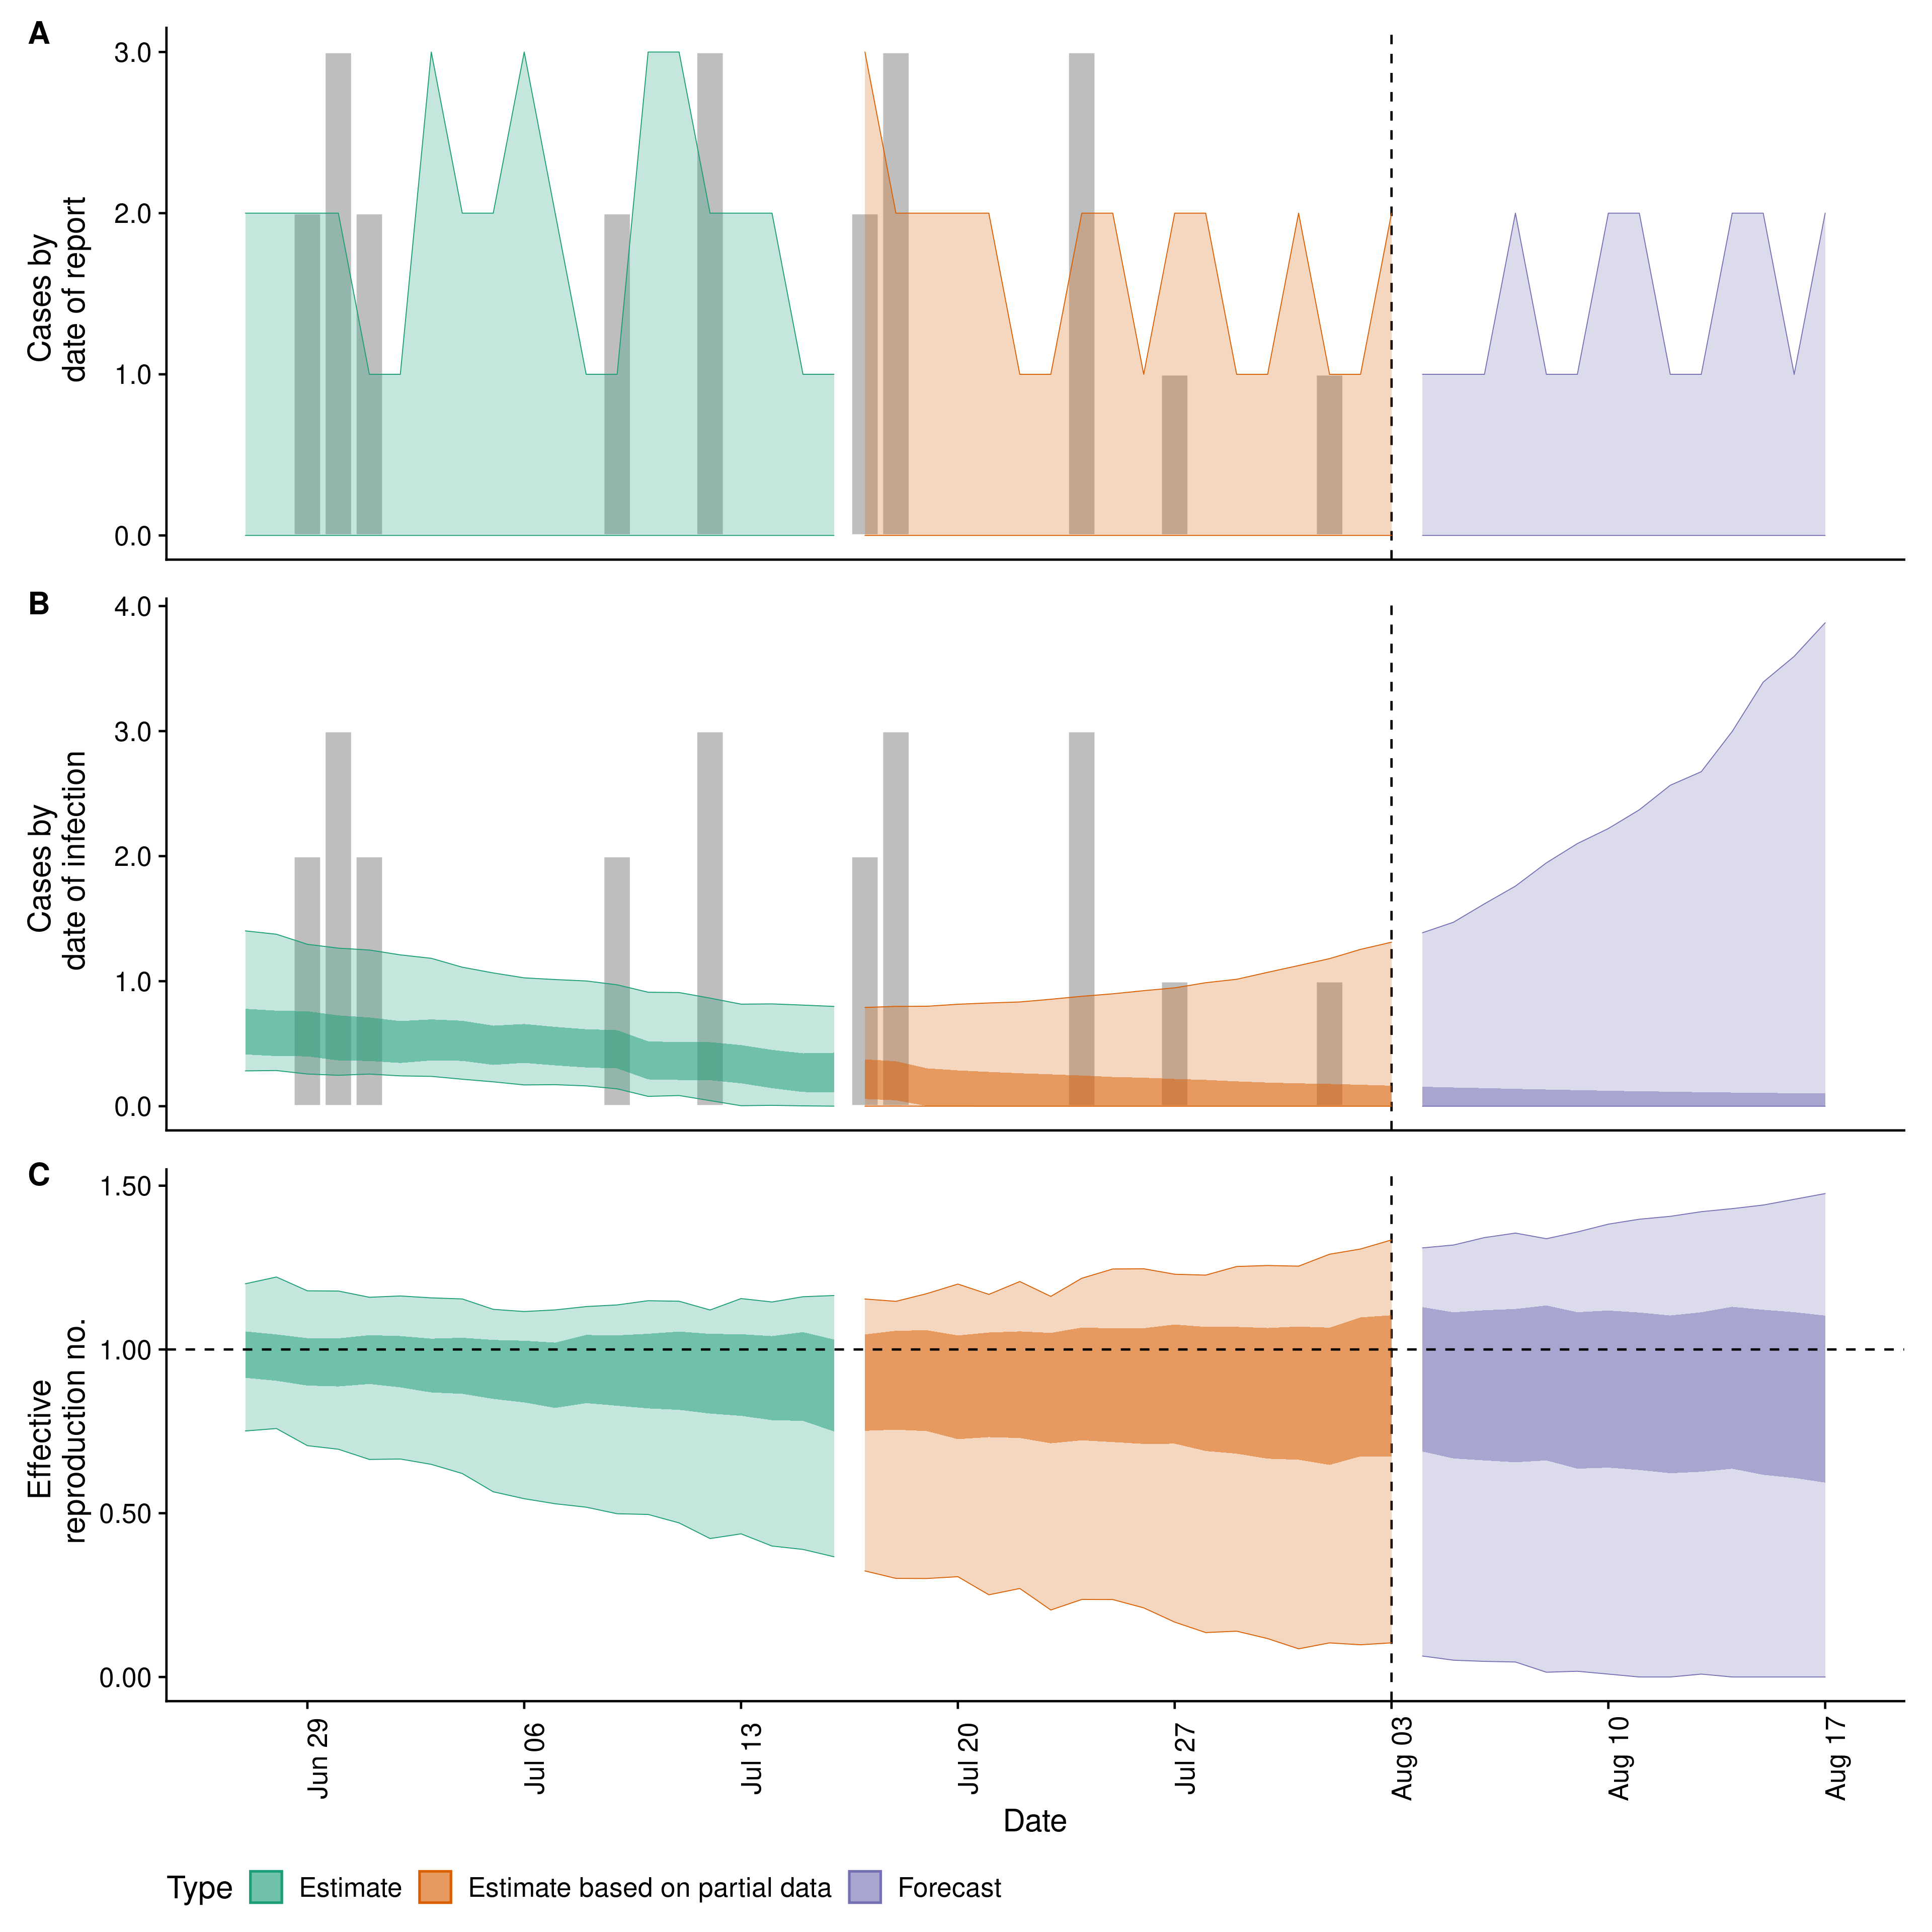 A
3.0
2.0
1.0
0.0
Cases by
date of report
B
4.0
3.0
2.0
1.0
0.0
Cases by
date of infection
C
1.50
1.00
0.50
0.00
Effective
reproduction no.
Jun 29
Jul 06
Jul 13
Jul 20
Jul 27
Aug 03
Aug 10
Aug 17
Date
Type Estimate Estimate based on partial data Forecast